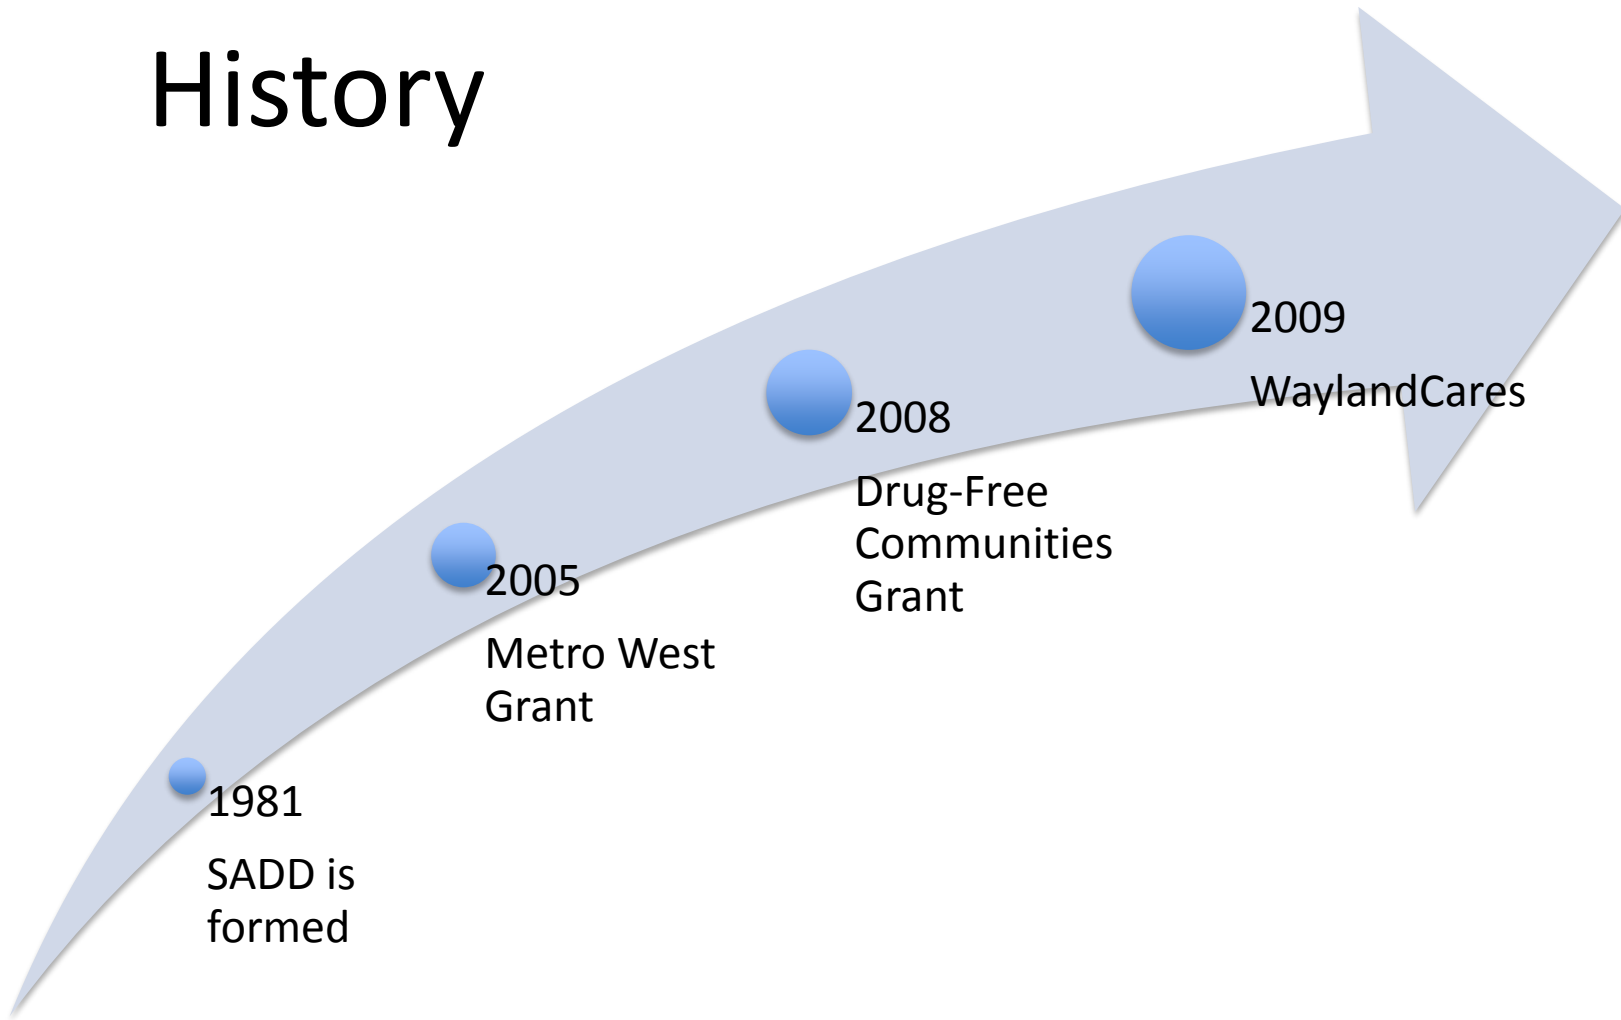 History
1981
SADD is
formed
2005
Metro West
Grant
2008
Drug-Free
Communities
Grant
2009
WaylandCares